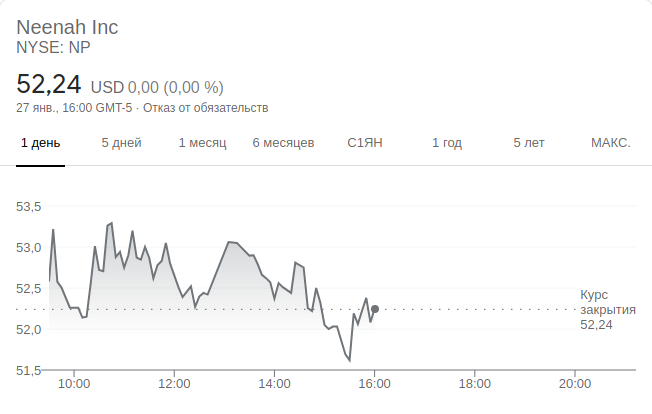 Neenah Inc
NYSE: NP
52,24 USD 0,00 (0,00 %)
27 янв., 16:00 GMT-5 · Отказ от обязательств
1 день 5 дней 1 месяц 6 месяцев С1ЯН 1 год 5 лет МАКС.
53,5
53,0
52,5
52,0
51,5
Курс
закрытия
52,24
10:00 12:00 14:00 16:00 18:00 20:00